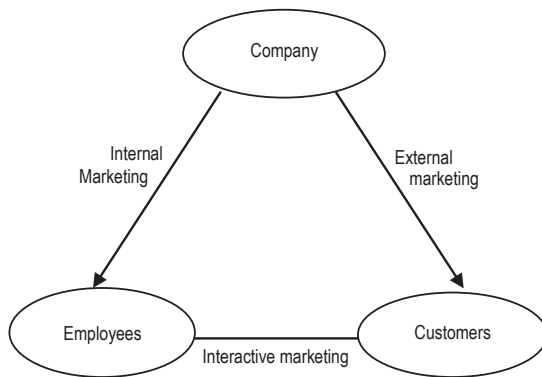 Company
Internal
Marketing
External
marketing
Employees
Customers
Interactive marketing